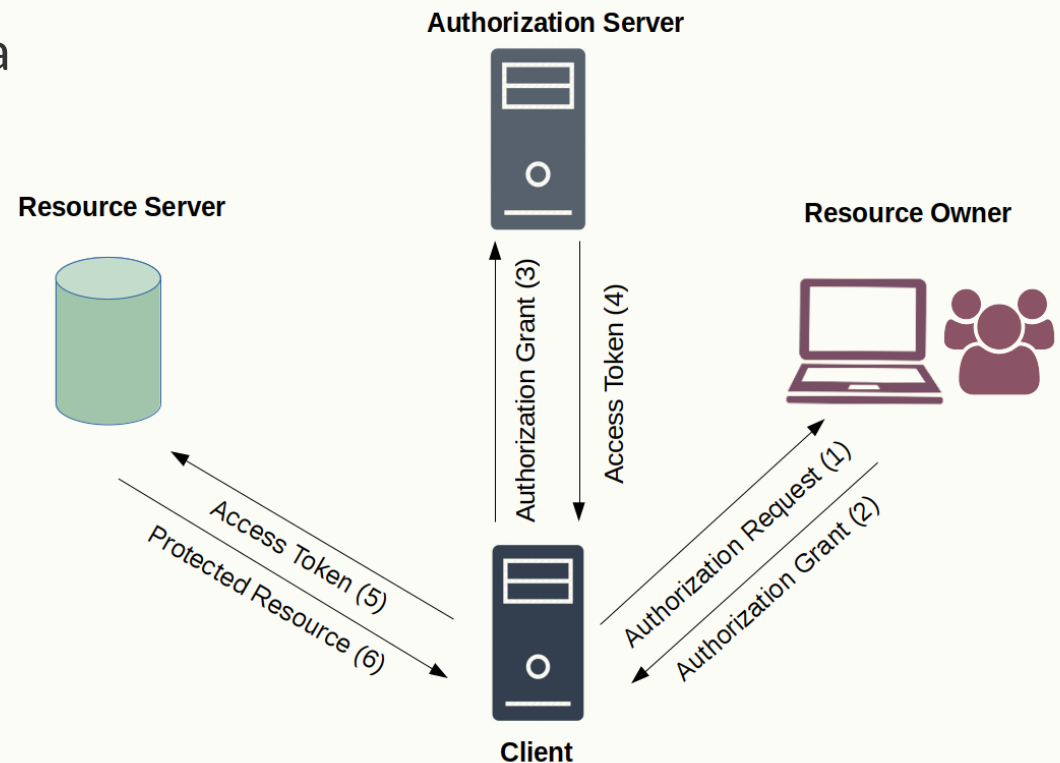 Authorization Server
a
Resource Server
Resource Owner
Authorization Grant (3)
Access Token (4)
Authorization Request (1)
Authorization Grant (2)
Access Token (5)
Protected Resource (6)
Client